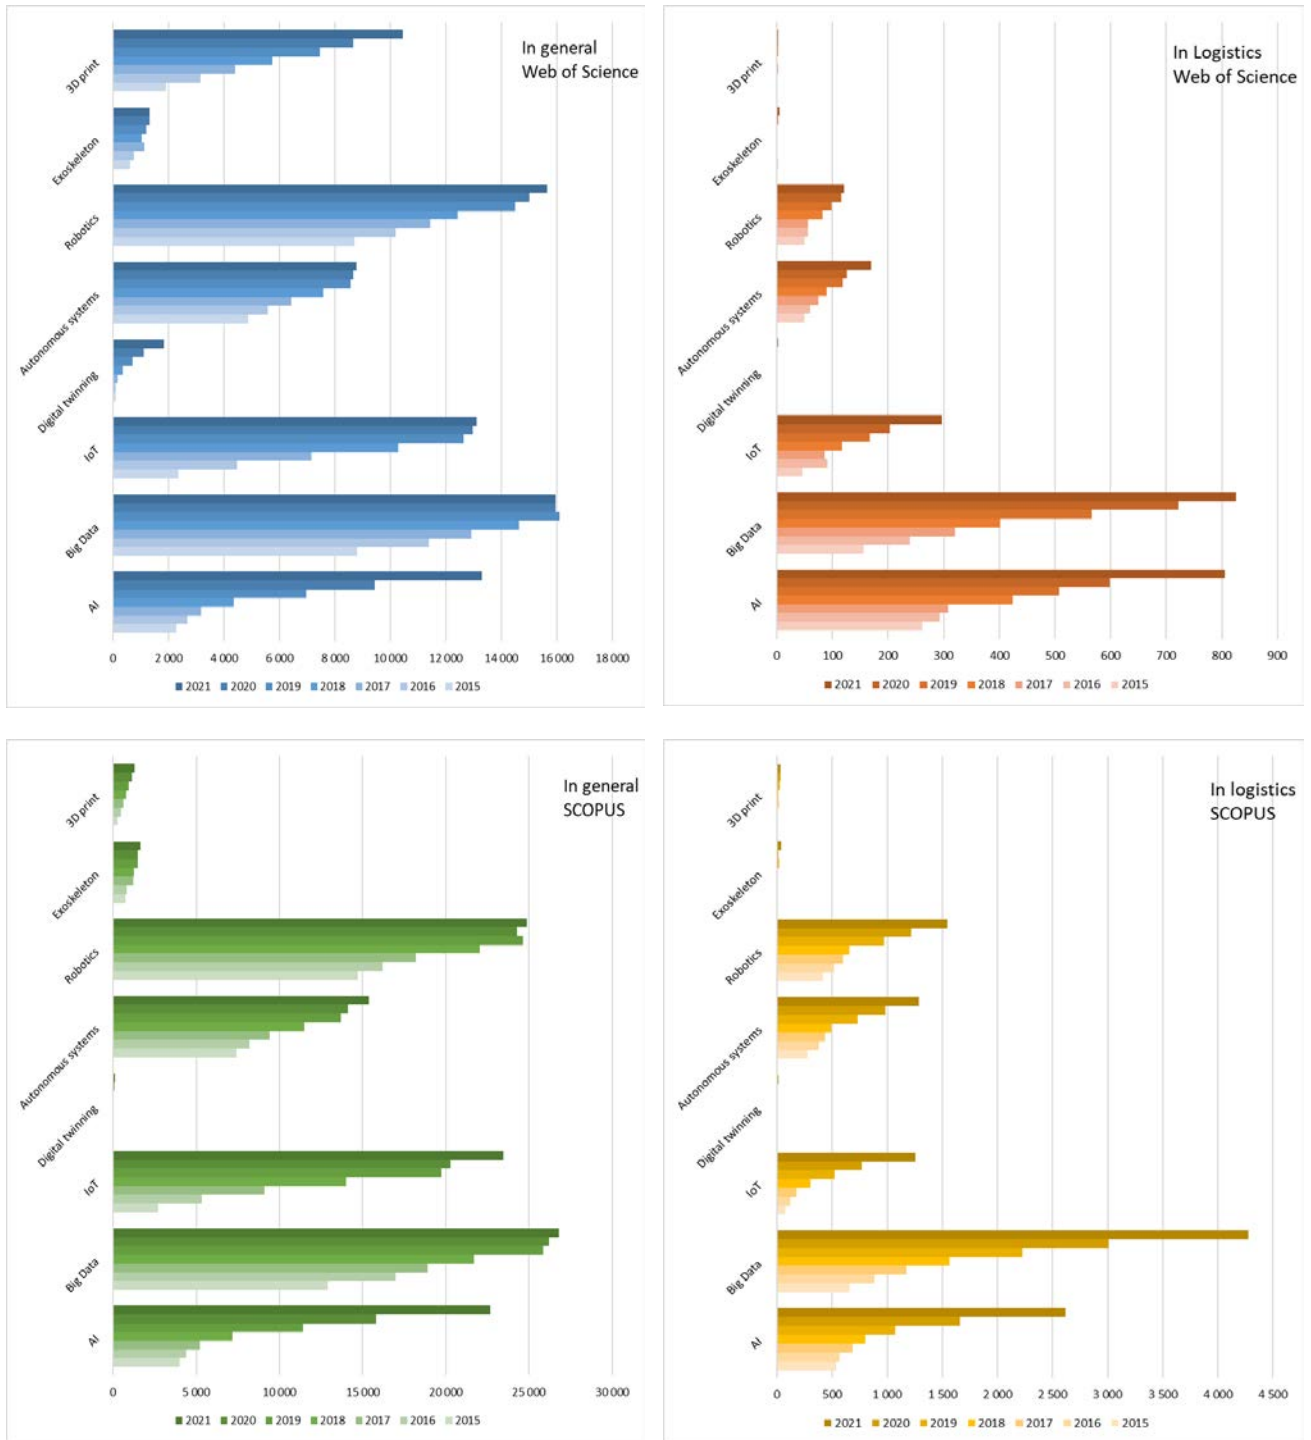 In general
Web of Science
3D print
Exoskeleton
Robotics
Autonomous systems
Digital twinning
IoT
Big Data
AI
0 2 000 4 000 6 000 8 000 10 000 12 000 14 000 16 000 18 000
2021 2020 2019 2018 2017 2016 2015
In Logistics
Web of Science
3D print
Exoskeleton
Robotics
Autonomous systems
Digital twinning
IoT
Big Data
AI
0 100 200 300 400 500 600 700 800 900
2021 2020 2019 2018 2017 2016 2015
In general
SCOPUS
3D print
Exoskeleton
Robotics
Autonomous systems
Digital twinning
IoT
Big Data
AI
0 5 000 10 000 15 000 20 000 25 000 30 000
2021 2020 2019 2018 2017 2016 2015
In logistics
SCOPUS
3D print
Exoskeleton
Robotics
Autonomous systems
Digital twinning
IoT
Big Data
AI
0 500 1 000 1 500 2 000 2 500 3 000 3 500 4 000 4 500
2021 2020 2019 2018 2017 2016 2015